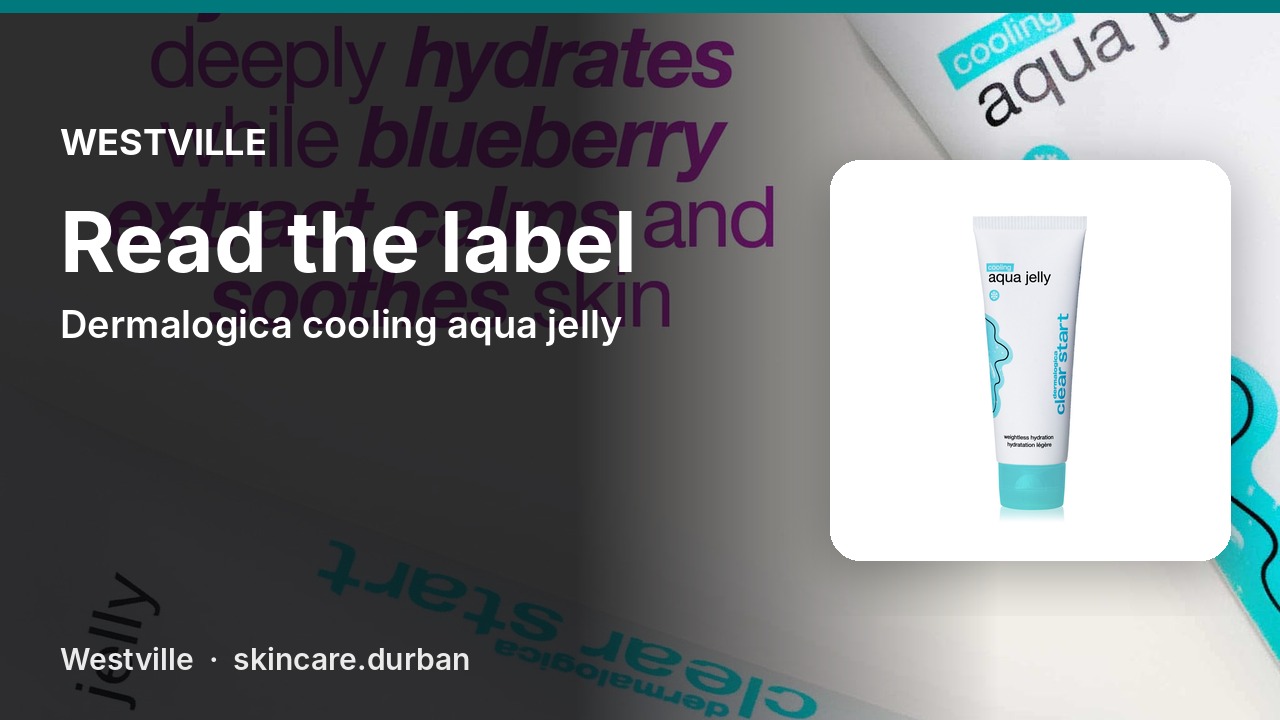 deeply hydrates
while blueberry
extract calms and
soothes skin
WESTVILLE
Read the label
Dermalogica cooling aqua jelly
cooling
aqua je
cooling
aqua jelly
dermalogica
clear start
weightless hydration
hydratation légère
jelly
clear start
dermalogica
Westville · skincare.durban